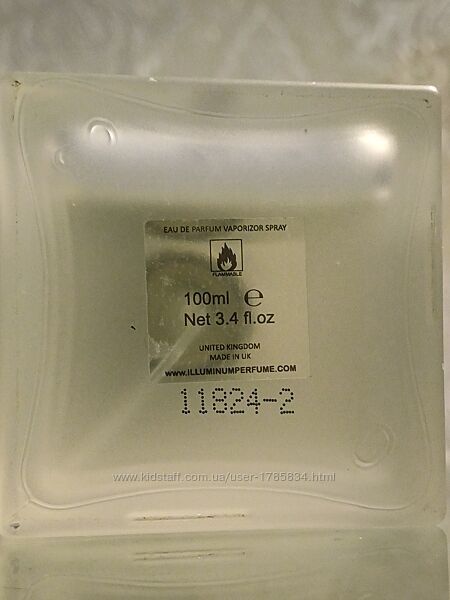 EAU DE PARFUM VAPORIZOR SPRAY
FLAMMABLE
100ml e
Net 3.4 fl.oz
UNITED KINGDOM
MADE IN UK
www.ILLUMINUMPERFUME.COM
11824-2
www.kidstaff.com.ua/user-1785834.html